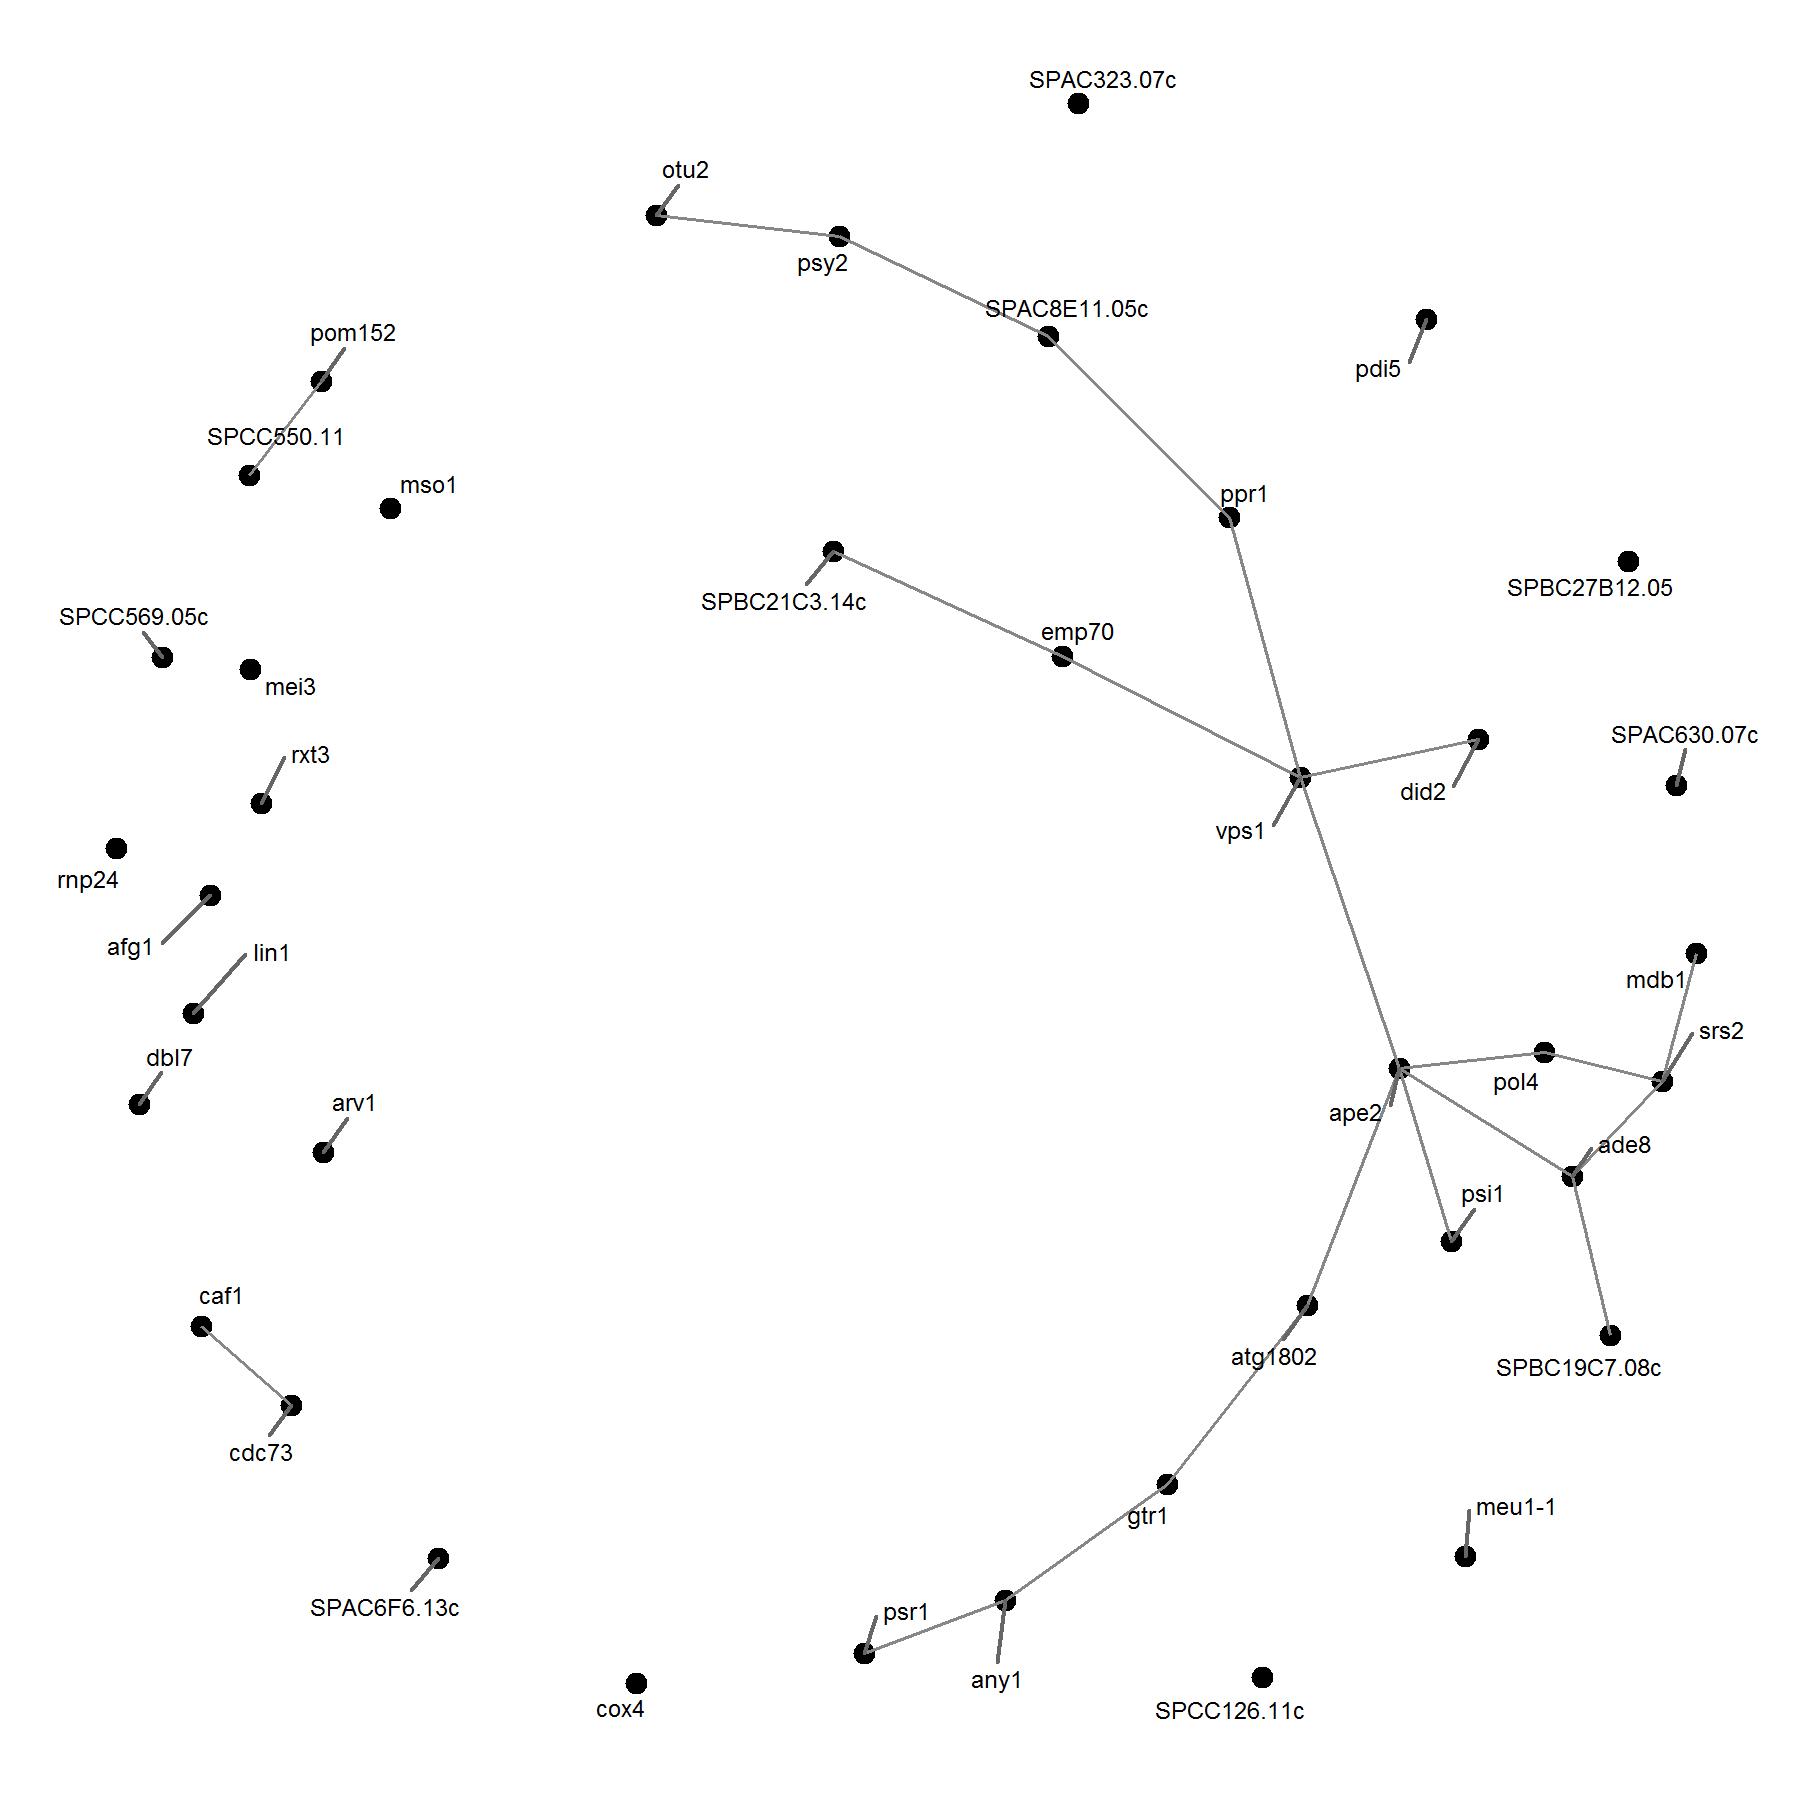 SPAC323.07c
otu2
psy2
SPAC8E11.05c
pom152
pdi5
SPCC550.11
mso1
ppr1
SPBC27B12.05
SPBC21C3.14c
SPCC569.05c
emp70
mei3
SPAC630.07c
rxt3
did2
vps1
rnp24
afg1
lin1
mdb1
srs2
dbl7
pol4
arv1
ape2
ade8
psi1
caf1
atg1802
SPBC19C7.08c
cdc73
meu1-1
gtr1
SPAC6F6.13c
psr1
any1
cox4
SPCC126.11c